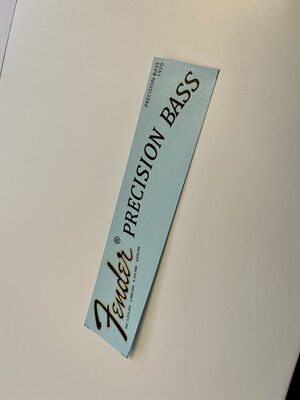 PRECISION BASS
1970
Fender® PRECISION BASS